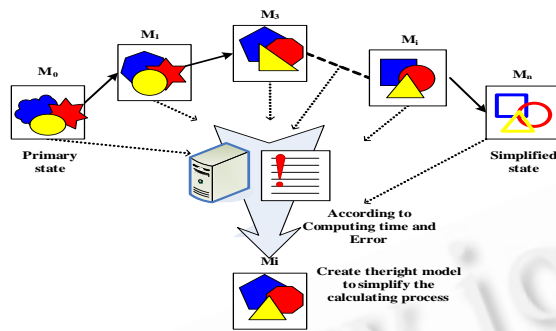 M₃
M₁
Mᵢ
M₀
Mₙ
Primary
state
Simplified
state
According to
Computing time and
Error
Mi
Create theright model
to simplify the
calculating process